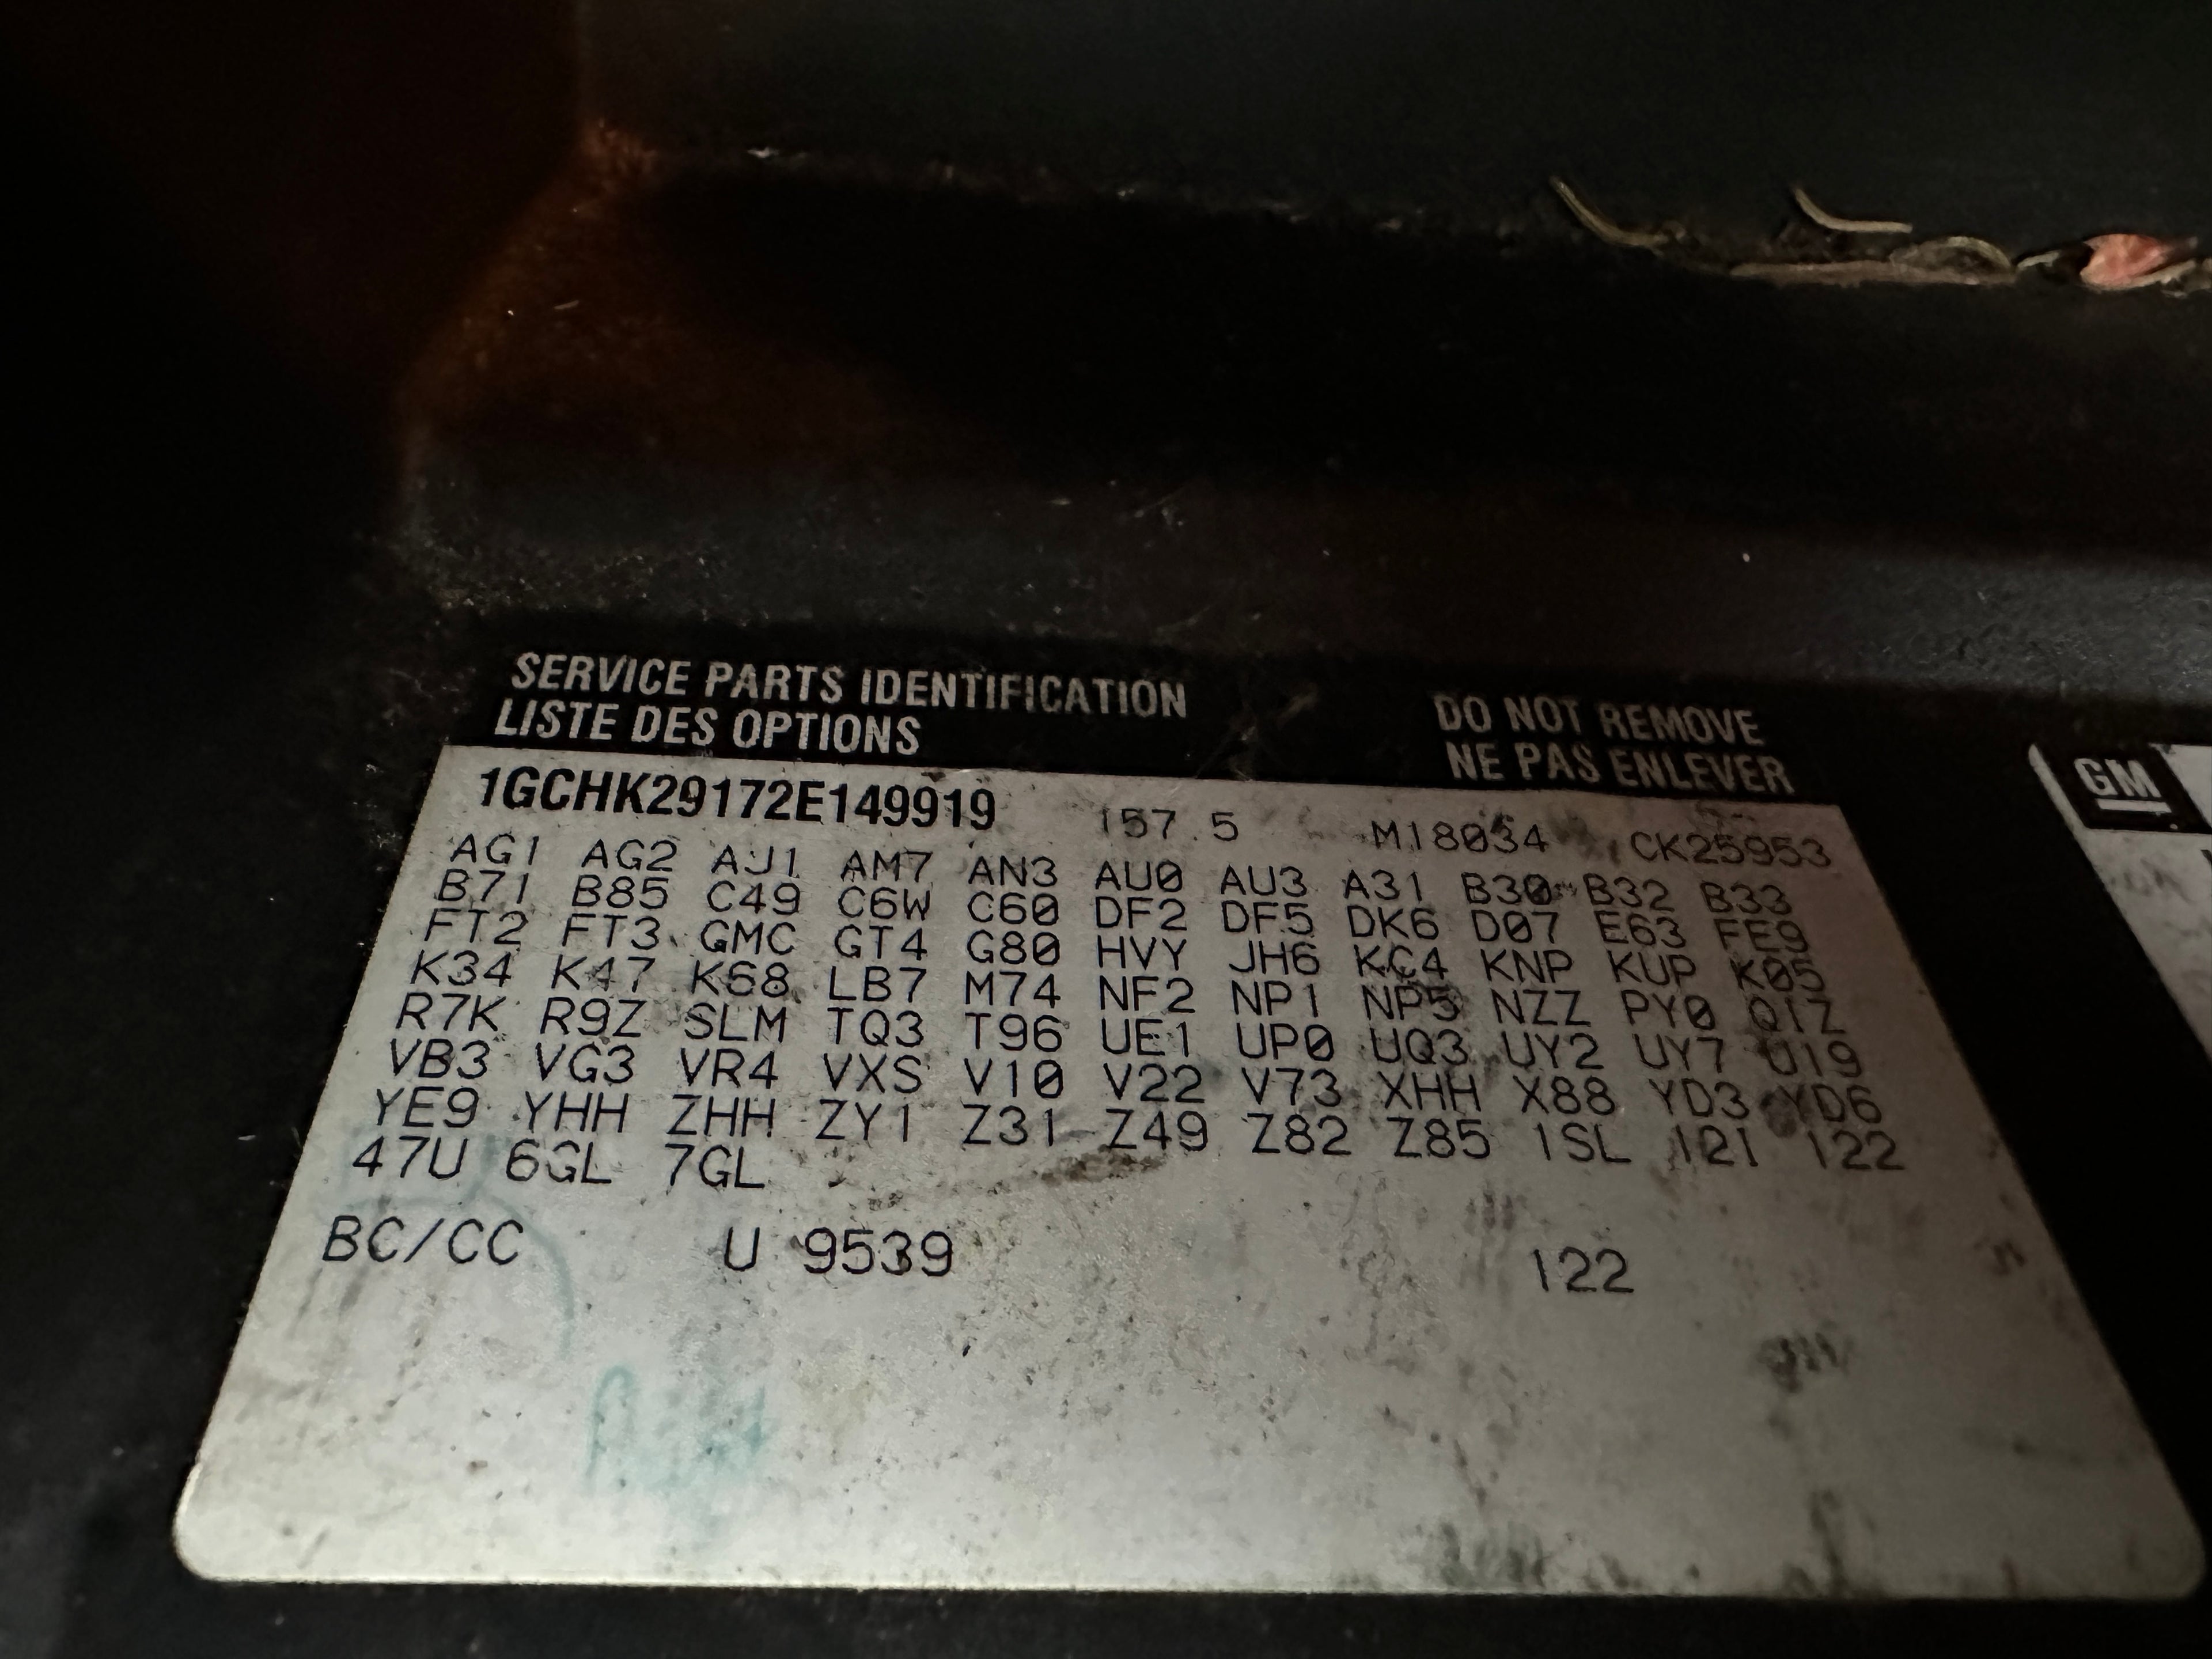 SERVICE PARTS IDENTIFICATION DO NOT REMOVE
LISTE DES OPTIONS NE PAS ENLEVER
GM
1GCHK29172E149919 157.5 M18034 CK25953
AG1 AG2 AJ1 AM7 AN3 AU0 AU3 A31 B30 B32 B33
B71 B85 C49 C6W C60 DF2 DF5 DK6 D07 E63 FE9
FT2 FT3 GMC GT4 G80 HVY JH6 KC4 KNP KUP K05
K34 K47 K68 LB7 M74 NF2 NP1 NP5 NZZ PY0 Q1Z
R7K R9Z SLM TQ3 T96 UE1 UP0 UQ3 UY2 UY7 U19
VB3 VG3 VR4 VXS V10 V22 V73 XHH X88 YD3 YD6
YE9 YHH ZHH ZY1 Z31 Z49 Z82 Z85 1SL 121 122
47U 6GL 7GL
BC/CC U 9539 122